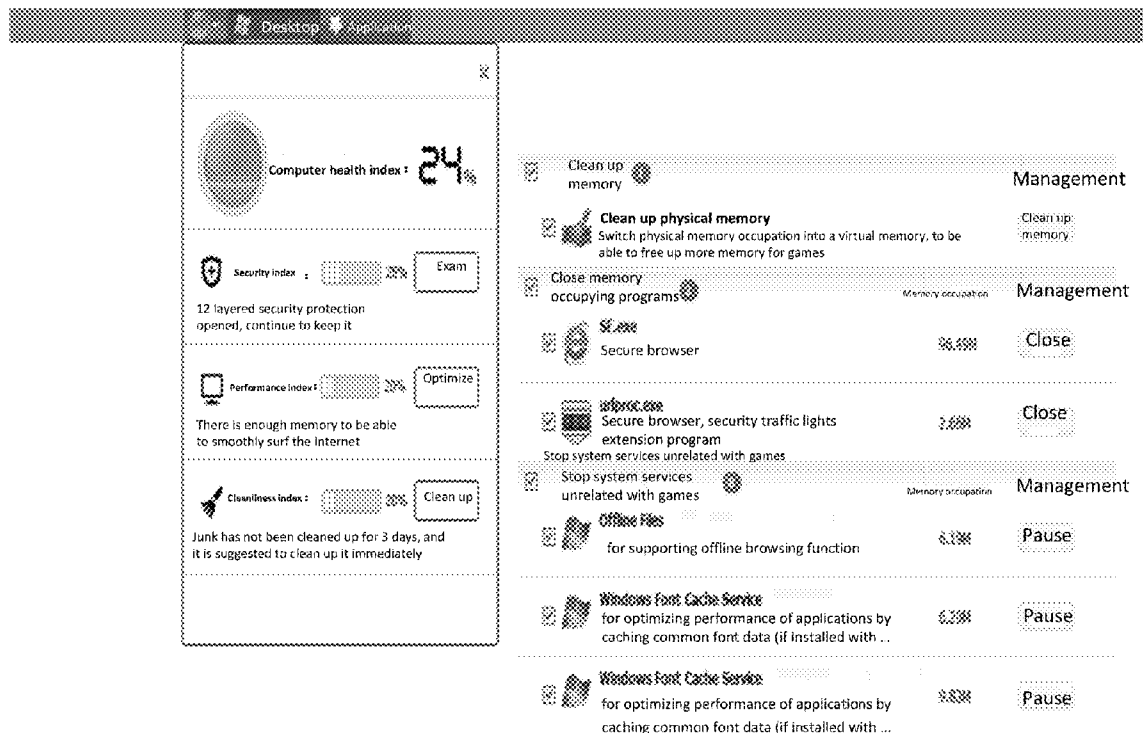 Desktop Application
X
Computer health index : 24 %
Security index : 20% Exam
12 layered security protection
opened, continue to keep it
Performance index : 20% Optimize
There is enough memory to be able
to smoothly surf the internet
Cleanliness index : 20% Clean up
Junk has not been cleaned up for 3 days, and
it is suggested to clean up it immediately
Clean up
memory
Management
Clean up physical memory
Switch physical memory occupation into a virtual memory, to be
able to free up more memory for games
Clean up
memory
Close memory
occupying programs
Memory occupation
Management
SE.exe
Secure browser
Close
Secure browser, security traffic lights
extension program
Close
Stop system services unrelated with games
Stop system services
unrelated with games
Memory occupation
Management
Offline Files
for supporting offline browsing function
Pause
Windows Font Cache Service
for optimizing performance of applications by
caching common font data (if installed with ..
Pause
Windows Font Cache Service
for optimizing performance of applications by
caching common font data (if installed with ...
Pause